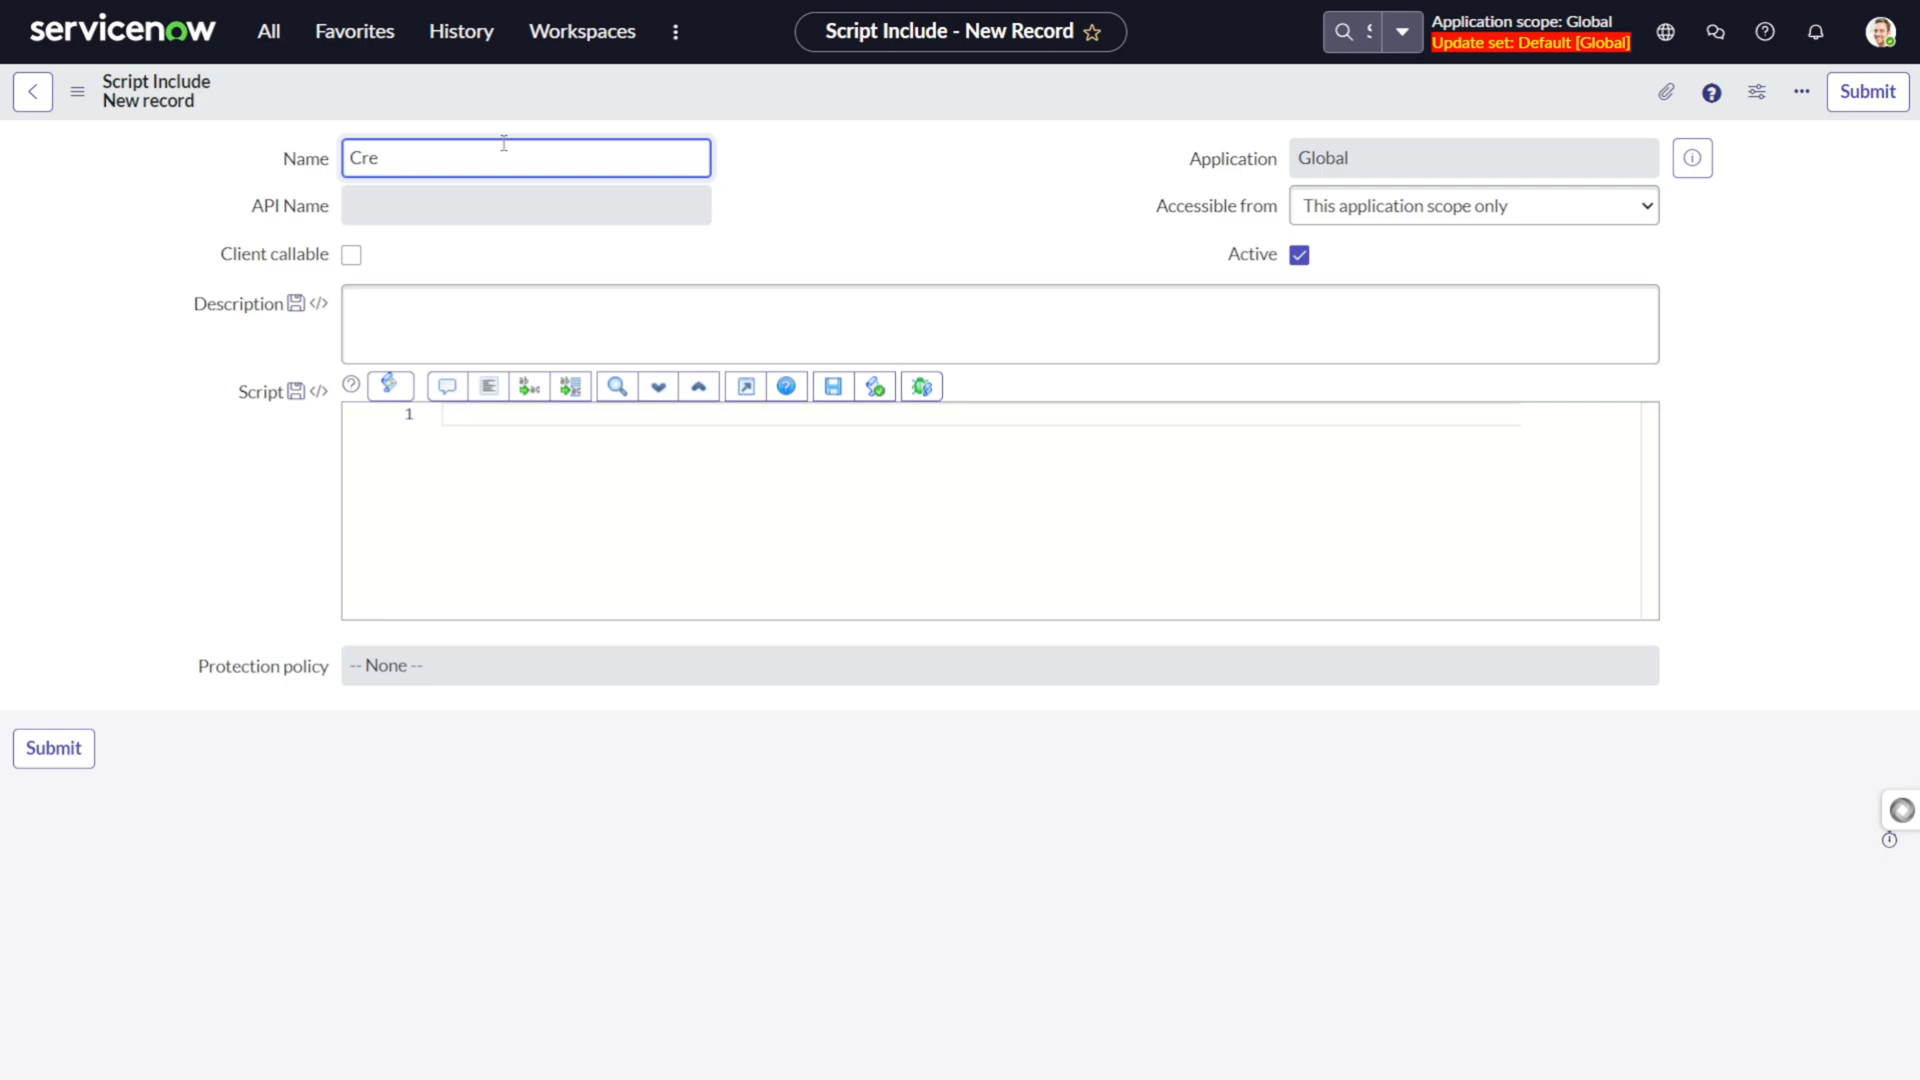 servicenow
All
Favorites
History
Workspaces
Script Include - New Record
Application scope: Global
Update set: Default [Global]
Script Include
New record
Submit
Name
Cre
Application
Global
API Name
Accessible from
This application scope only
Client callable
Active
Description
Script
1
Protection policy
-- None --
Submit